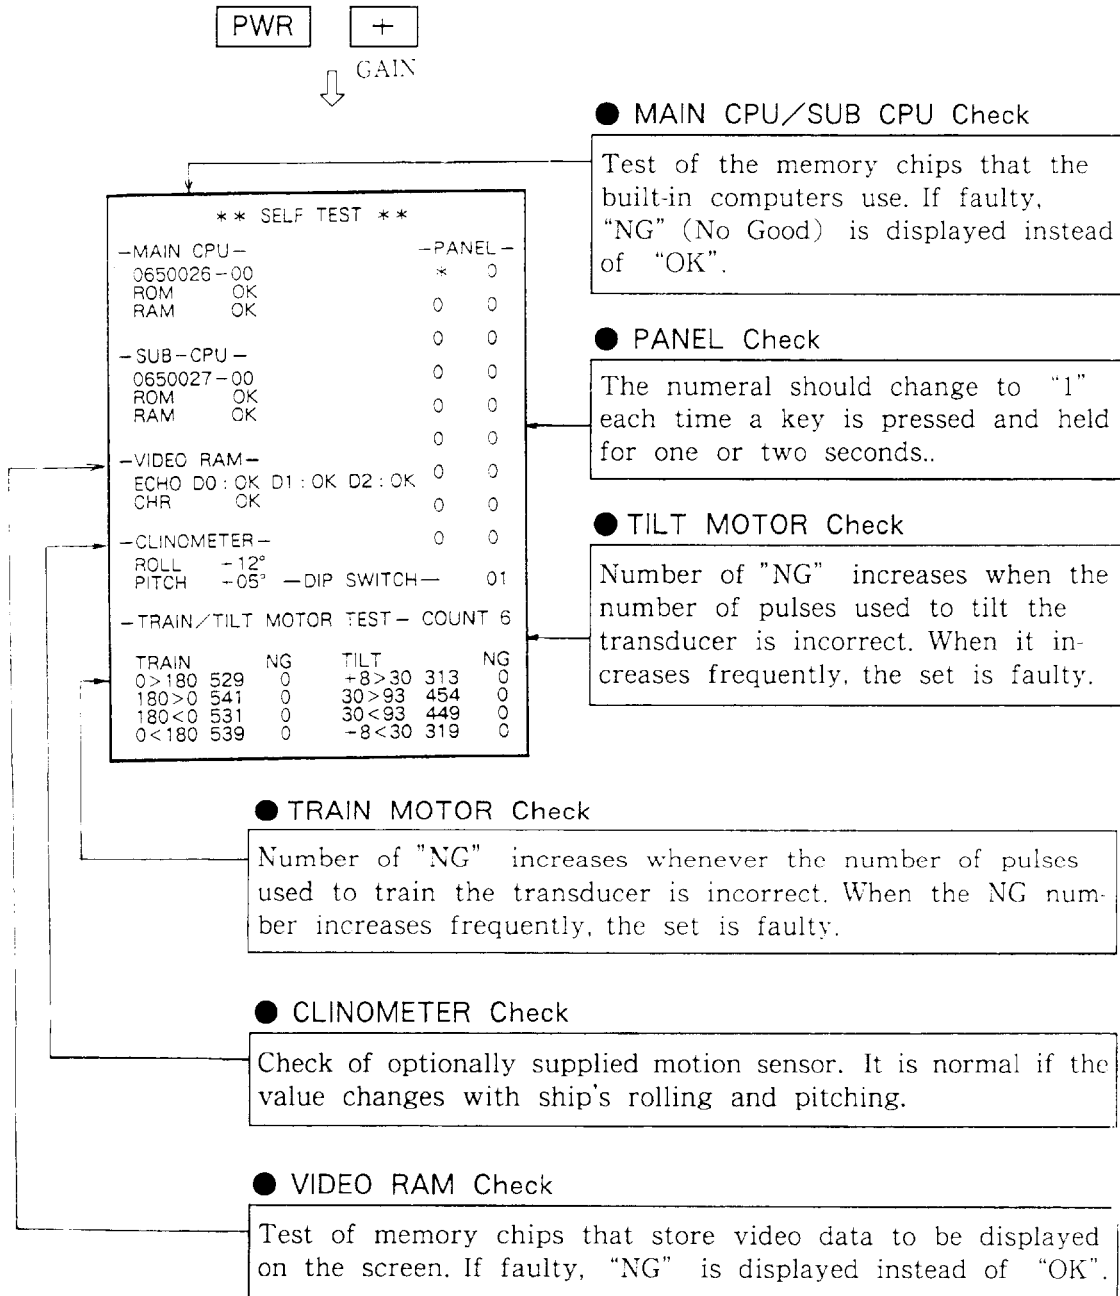 PWR +
GAIN
● MAIN CPU/SUB CPU Check
Test of the memory chips that the
built-in computers use. If faulty,
“NG” (No Good) is displayed instead
of “OK”.
● PANEL Check
The numeral should change to “1”
each time a key is pressed and held
for one or two seconds..
● TILT MOTOR Check
Number of "NG" increases when the
number of pulses used to tilt the
transducer is incorrect. When it in-
creases frequently, the set is faulty.
** SELF TEST **
-MAIN CPU- -PANEL-
0650026-00 * 0
ROM OK
RAM OK 0 0
0 0
-SUB-CPU-
0650027-00 0 0
ROM OK
RAM OK 0 0
0 0
-VIDEO RAM-
ECHO D0:OK D1:OK D2:OK 0 0
CHR OK 0 0
-CLINOMETER- 0 0
ROLL -12°
PITCH -05° -DIP SWITCH- 01
-TRAIN/TILT MOTOR TEST- COUNT 6
TRAIN NG TILT NG
0>180 529 0 +8>30 313 0
180>0 541 0 30>93 454 0
180<0 531 0 30<93 449 0
0<180 539 0 -8<30 319 0
● TRAIN MOTOR Check
Number of "NG" increases whenever the number of pulses
used to train the transducer is incorrect. When the NG num-
ber increases frequently, the set is faulty.
● CLINOMETER Check
Check of optionally supplied motion sensor. It is normal if the
value changes with ship's rolling and pitching.
● VIDEO RAM Check
Test of memory chips that store video data to be displayed
on the screen. If faulty, “NG” is displayed instead of “OK”.